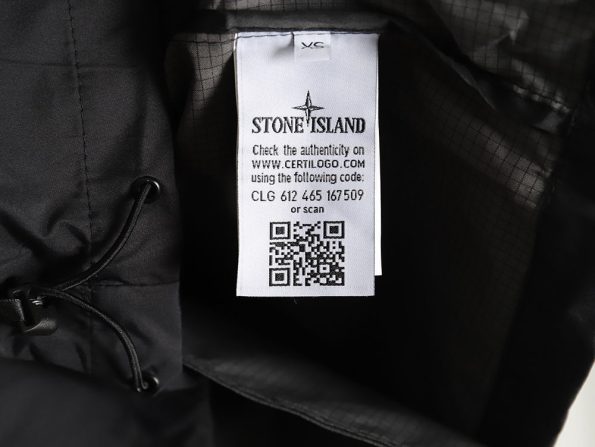 XS
STONE ISLAND
Check the authenticity on
WWW.CERTILOGO.COM
using the following code:
CLG 612 465 167509
or scan